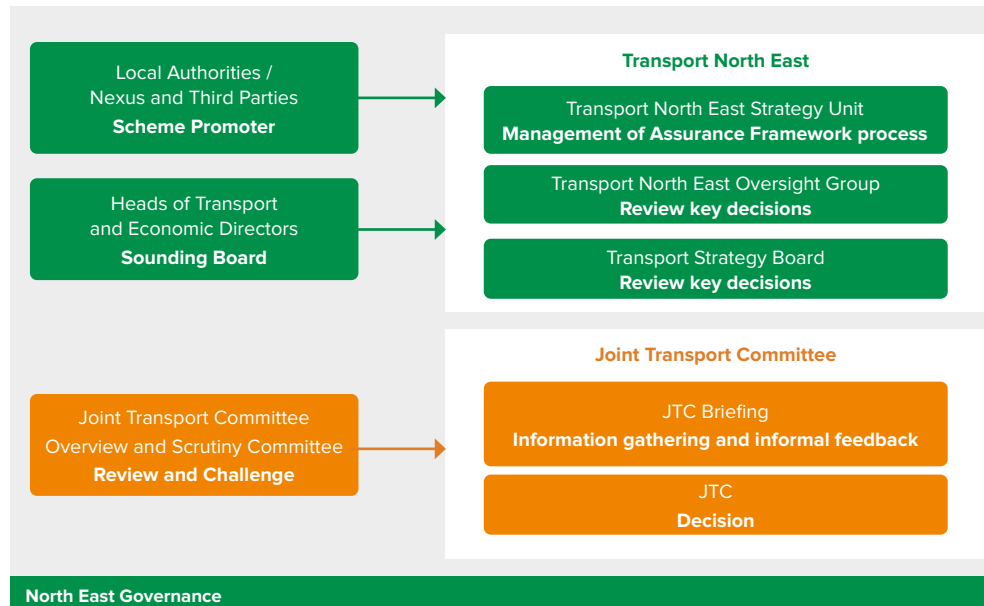 Local Authorities /
Nexus and Third Parties
Scheme Promoter
Heads of Transport
and Economic Directors
Sounding Board
Transport North East
Transport North East Strategy Unit
Management of Assurance Framework process
Transport North East Oversight Group
Review key decisions
Transport Strategy Board
Review key decisions
Joint Transport Committee
Overview and Scrutiny Committee
Review and Challenge
Joint Transport Committee
JTC Briefing
Information gathering and informal feedback
JTC
Decision
North East Governance